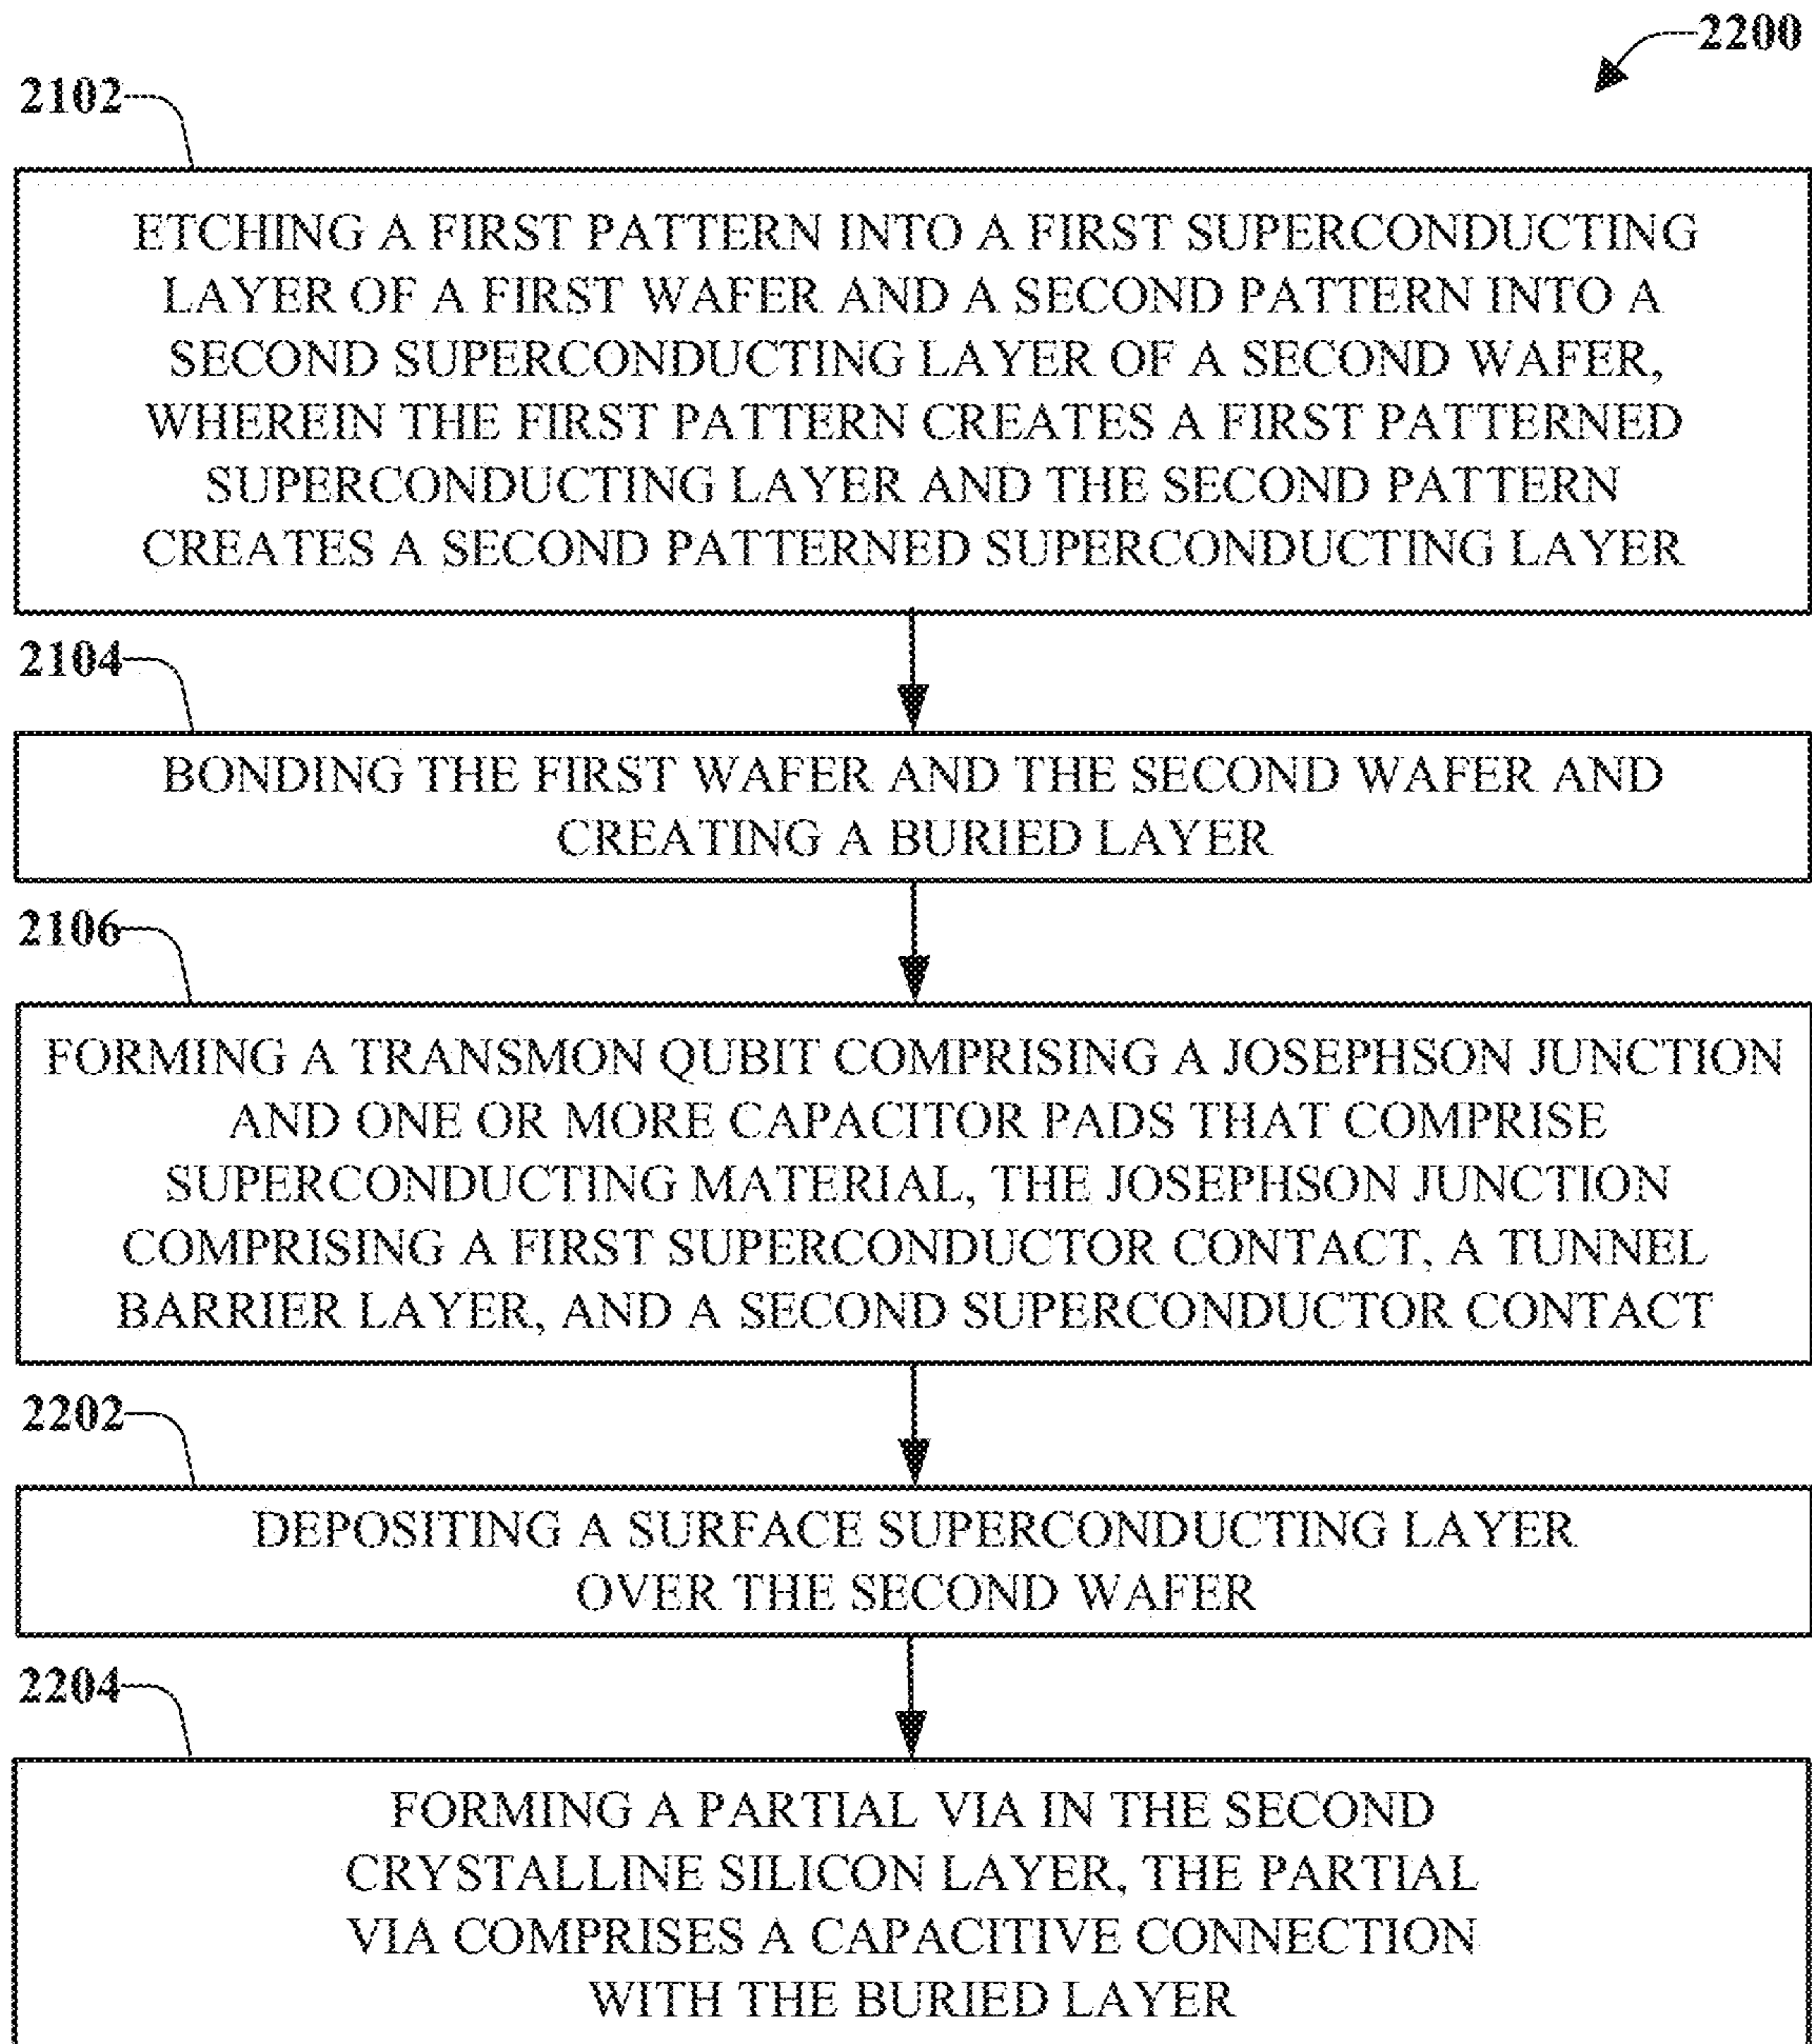 2200
2102
ETCHING A FIRST PATTERN INTO A FIRST SUPERCONDUCTING
LAYER OF A FIRST WAFER AND A SECOND PATTERN INTO A
SECOND SUPERCONDUCTING LAYER OF A SECOND WAFER,
WHEREIN THE FIRST PATTERN CREATES A FIRST PATTERNED
SUPERCONDUCTING LAYER AND THE SECOND PATTERN
CREATES A SECOND PATTERNED SUPERCONDUCTING LAYER
2104
BONDING THE FIRST WAFER AND THE SECOND WAFER AND
CREATING A BURIED LAYER
2106
FORMING A TRANSMON QUBIT COMPRISING A JOSEPHSON JUNCTION
AND ONE OR MORE CAPACITOR PADS THAT COMPRISE
SUPERCONDUCTING MATERIAL, THE JOSEPHSON JUNCTION
COMPRISING A FIRST SUPERCONDUCTOR CONTACT, A TUNNEL
BARRIER LAYER, AND A SECOND SUPERCONDUCTOR CONTACT
2202
DEPOSITING A SURFACE SUPERCONDUCTING LAYER
OVER THE SECOND WAFER
2204
FORMING A PARTIAL VIA IN THE SECOND
CRYSTALLINE SILICON LAYER, THE PARTIAL
VIA COMPRISES A CAPACITIVE CONNECTION
WITH THE BURIED LAYER